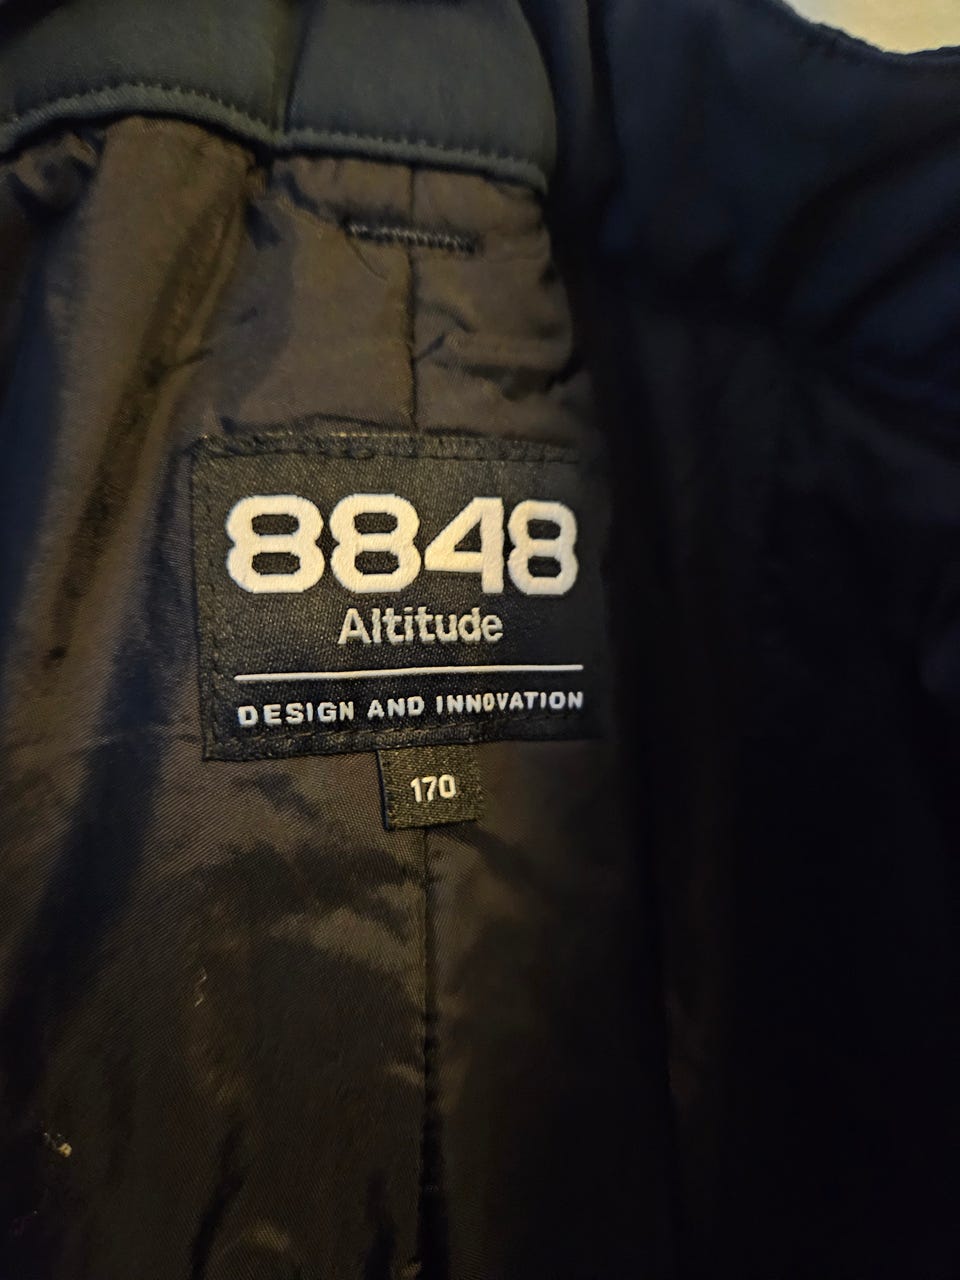 8848
Altitude
DESIGN AND INNOVATION
170